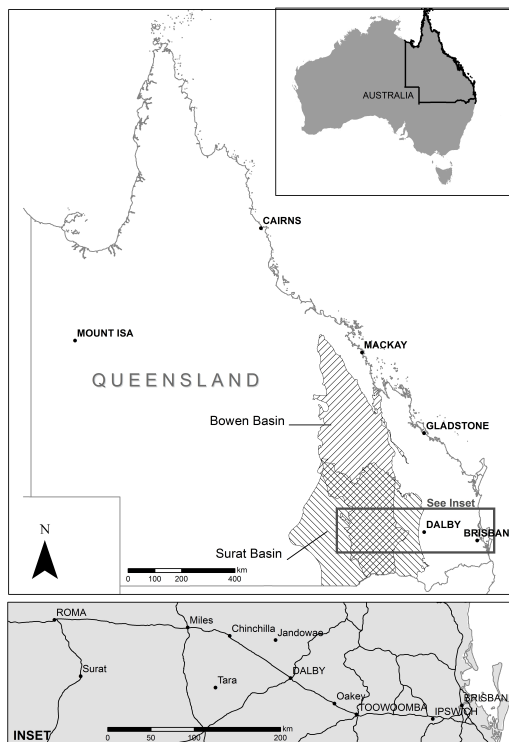 AUSTRALIA
CAIRNS
MOUNT ISA
MACKAY
QUEENSLAND
Bowen Basin
GLADSTONE
See Inset
N
DALBY
BRISBAN
Surat Basin
0 100 200 400 km
ROMA
Miles
Chinchilla
Jandowae
Surat
DALBY
Tara
Oakey
BRISBAN
TOOWOOMBA
IPSWICH
0 50 100 200 km
INSET